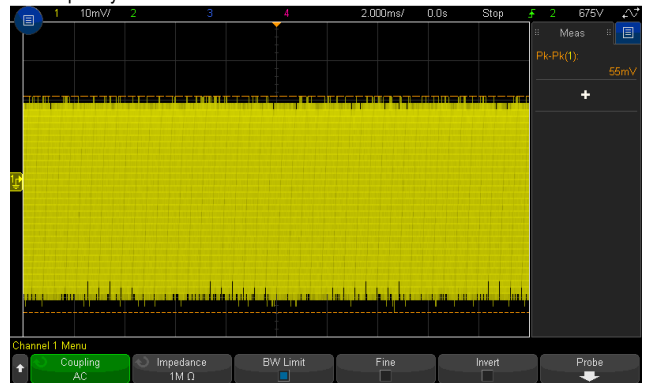 1 10mV/ 2 3 4 2.000ms/ 0.0s Stop 2 675V
Meas
Pk-Pk(1):
55mV
+
1
Channel 1 Menu
Coupling Impedance BW Limit Fine Invert Probe
AC 1M Ω